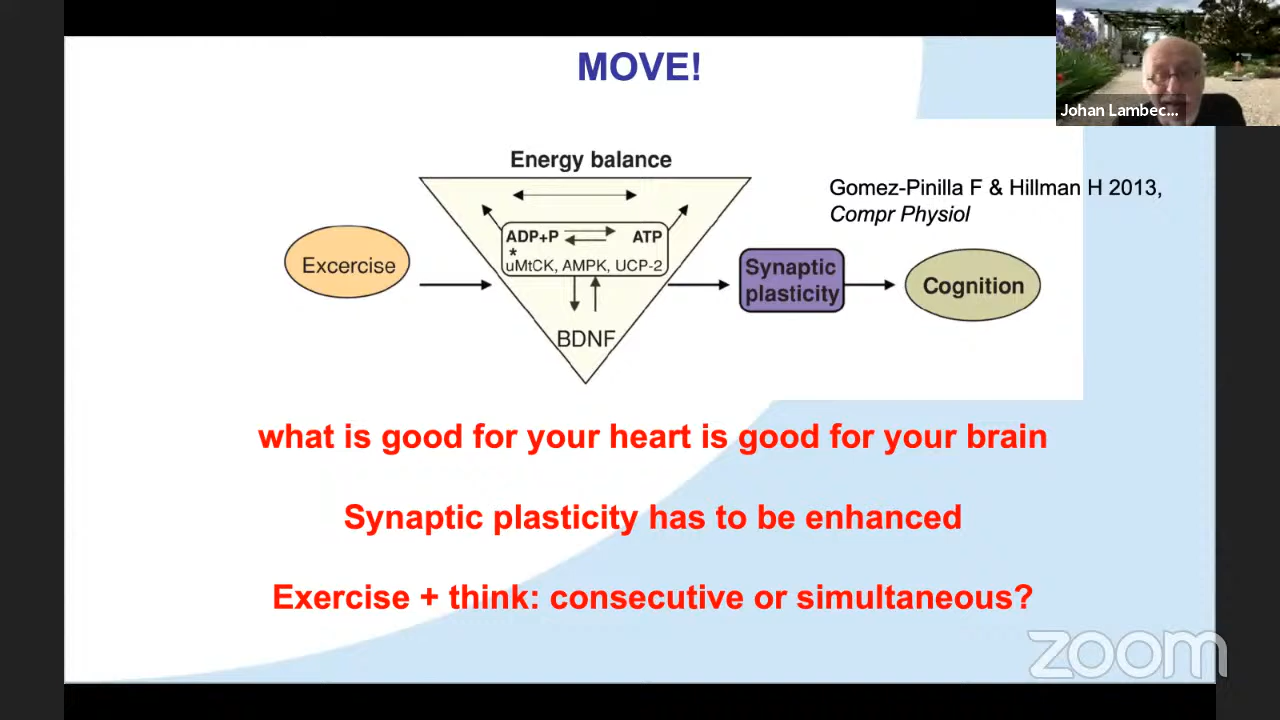 MOVE!
Johan Lambec...
Energy balance
Gomez-Pinilla F & Hillman H 2013,
Compr Physiol
ADP+P ATP
*
uMtCK, AMPK, UCP-2
Excercise
Synaptic
plasticity
Cognition
BDNF
what is good for your heart is good for your brain
Synaptic plasticity has to be enhanced
Exercise + think: consecutive or simultaneous?
zoom